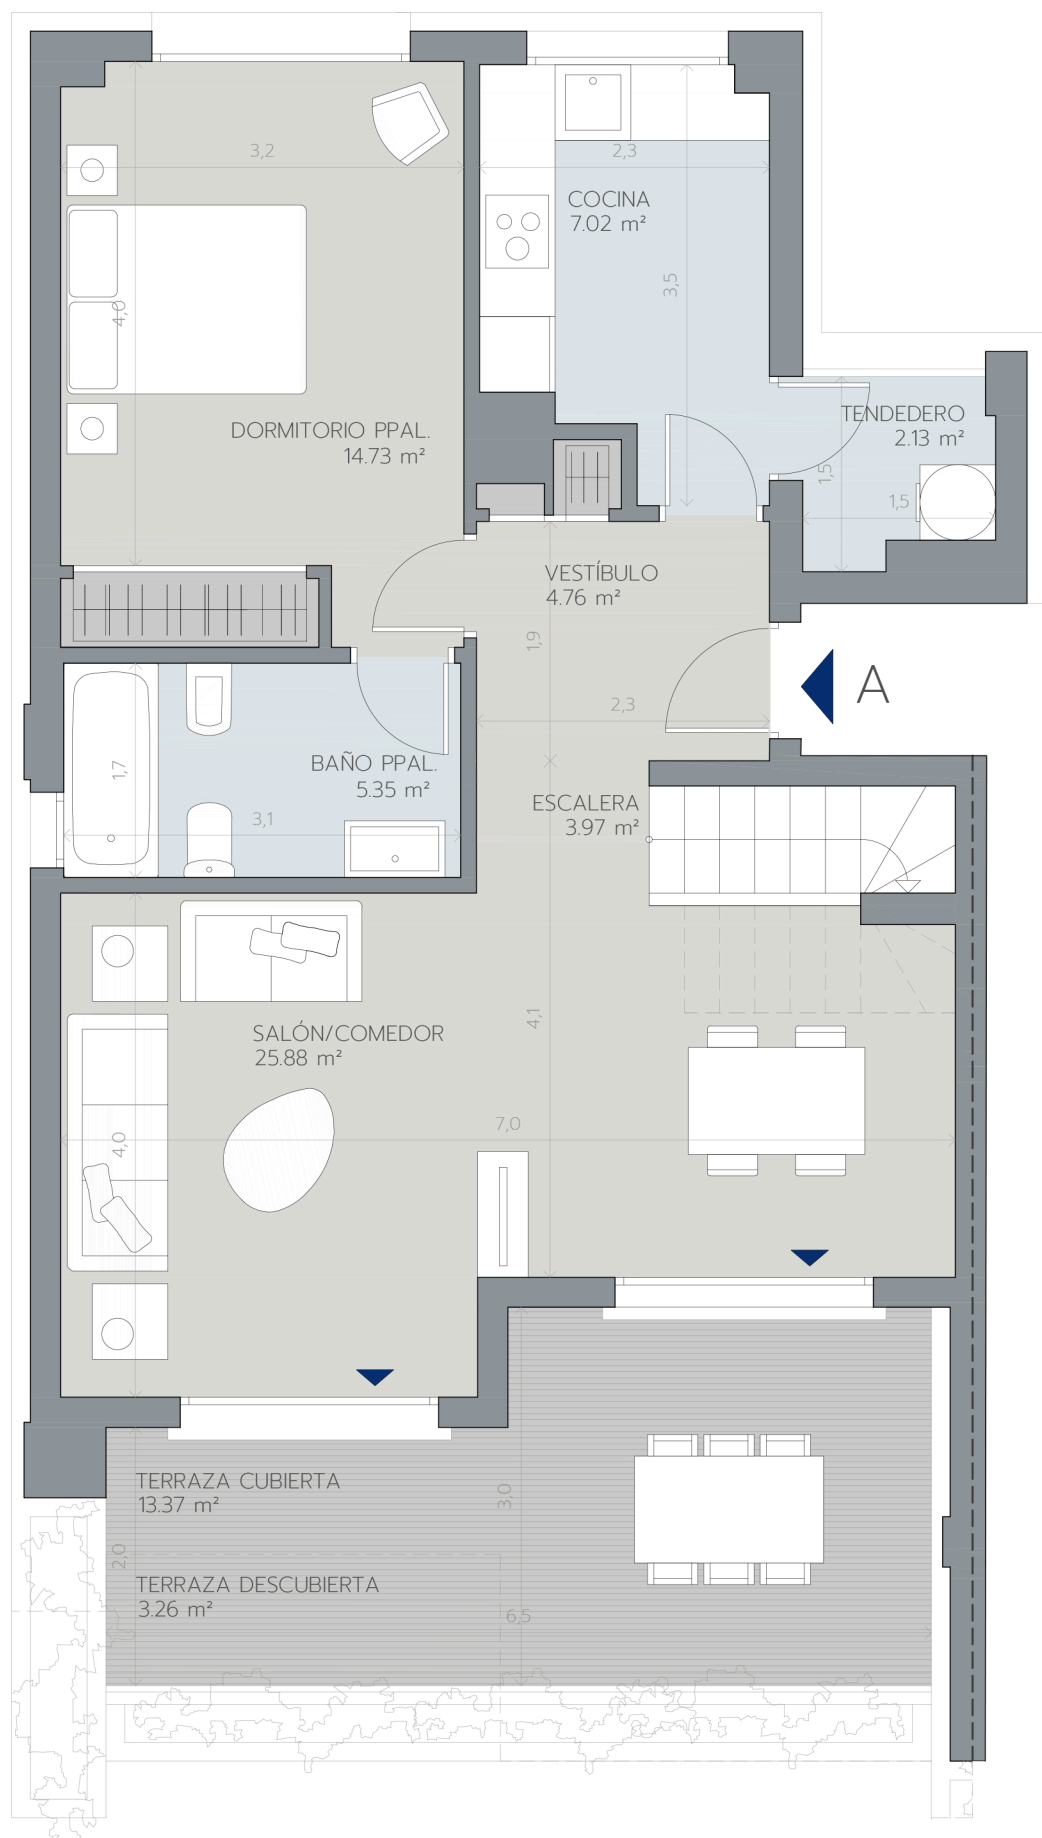 3,2
2,3
COCINA
7.02 m²
3,5
4,0
TENDEDERO
2.13 m²
DORMITORIO PPAL.
14.73 m²
1,5
1,5
VESTÍBULO
4.76 m²
1,9
A
2,3
BAÑO PPAL.
5.35 m²
1,7
3,1
ESCALERA
3.97 m²
4,1
SALÓN/COMEDOR
25.88 m²
7,0
4,0
TERRAZA CUBIERTA
13.37 m²
3,0
2,0
TERRAZA DESCUBIERTA
3.26 m²
6,5